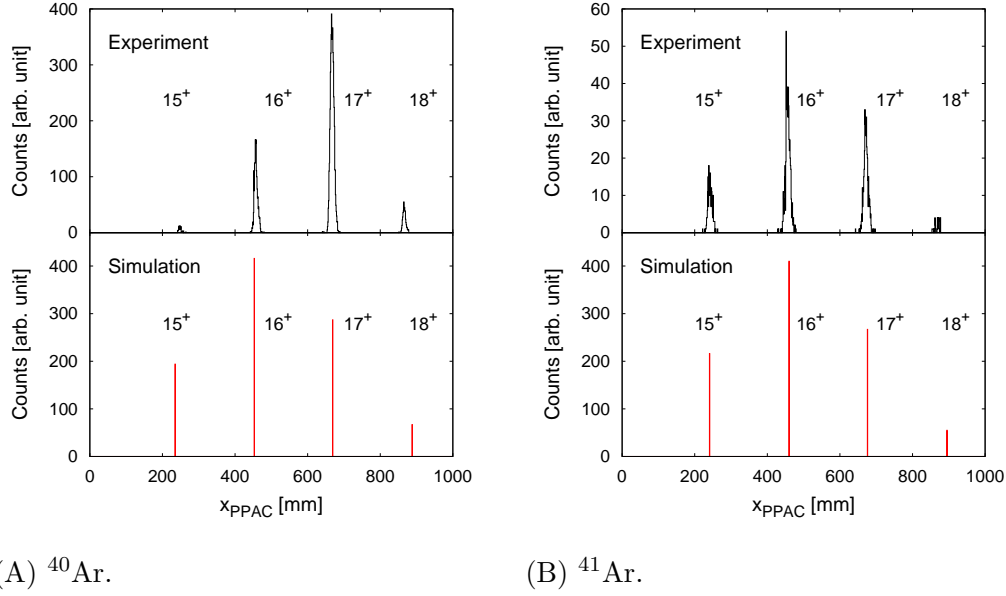 400
300
200
100
0
Counts [arb. unit]
Experiment
15+
16+
17+
18+
400
300
200
100
0
Counts [arb. unit]
Simulation
15+
16+
17+
18+
0 200 400 600 800 1000
xPPAC [mm]
(A) 40Ar.
60
50
40
30
20
10
0
Counts [arb. unit]
Experiment
15+
16+
17+
18+
400
300
200
100
0
Counts [arb. unit]
Simulation
15+
16+
17+
18+
0 200 400 600 800 1000
xPPAC [mm]
(B) 41Ar.